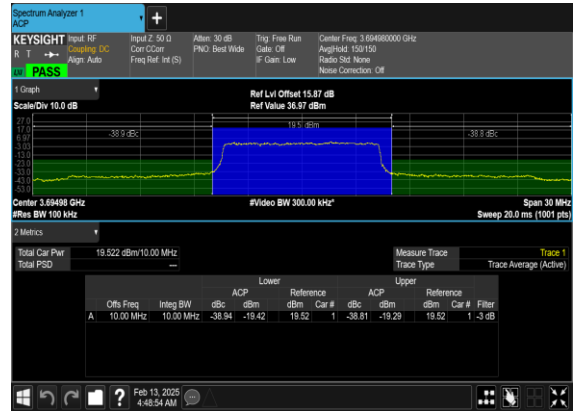 Spectrum Analyzer 1
ACP
+
KEYSIGHT Input: RF Input Z: 50 Ω Atten: 30 dB Trig: Free Run Center Freq: 3.694980000 GHz
R T Coupling: DC Corr CCorr PNO: Best Wide Gate: Off Avg|Hold: 150/150
Align: Auto Freq Ref: Int (S) IF Gain: Low Radio Std: None
Noise Correction: Off
PASS
1 Graph
Ref Lvl Offset 15.87 dB
Scale/Div 10.0 dB Ref Value 36.97 dBm
27.0
17.0 19.5 dBm
6.97 -38.9 dBc -38.8 dBc
-3.03
-13.0
-23.0
-33.0
-43.0
-53.0
Center 3.69498 GHz #Video BW 300.00 kHz* Span 30 MHz
#Res BW 100 kHz Sweep 20.0 ms (1001 pts)
2 Metrics
Total Car Pwr 19.522 dBm/10.00 MHz Measure Trace Trace 1
Total PSD --- Trace Type Trace Average (Active)
Lower Upper
ACP Reference ACP Reference
Offs Freq Integ BW dBc dBm dBm Car # dBc dBm dBm Car # Filter
A 10.00 MHz 10.00 MHz -38.94 -19.42 19.52 1 -38.81 -19.29 19.52 1 -3 dB
?
Feb 13, 2025
4:48:54 AM